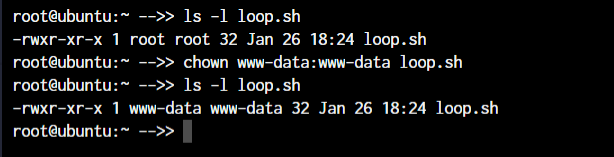 root@ubuntu:~ -->> ls -l loop.sh
-rwxr-xr-x 1 root root 32 Jan 26 18:24 loop.sh
root@ubuntu:~ -->> chown www-data:www-data loop.sh
root@ubuntu:~ -->> ls -l loop.sh
-rwxr-xr-x 1 www-data www-data 32 Jan 26 18:24 loop.sh
root@ubuntu:~ -->>